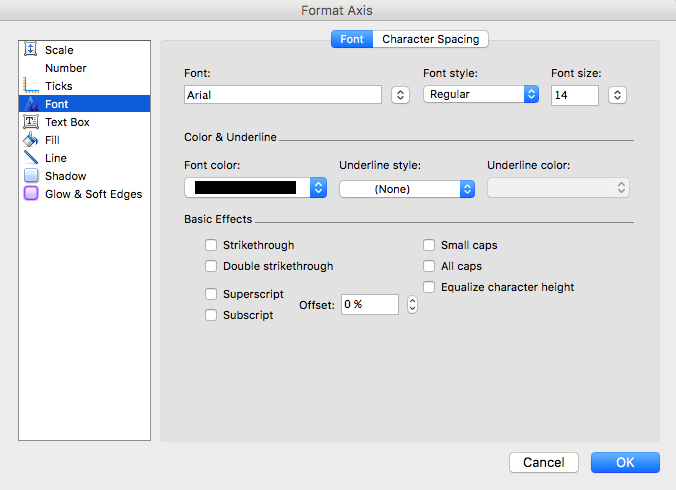 Format Axis
Scale
Number
Ticks
Font
Text Box
Fill
Line
Shadow
Glow & Soft Edges
Font Character Spacing
Font: Font style: Font size:
Arial Regular 14
Color & Underline
Font color: Underline style: Underline color:
(None)
Basic Effects
Strikethrough Small caps
Double strikethrough All caps
Equalize character height
Superscript Offset: 0 %
Subscript
Cancel OK